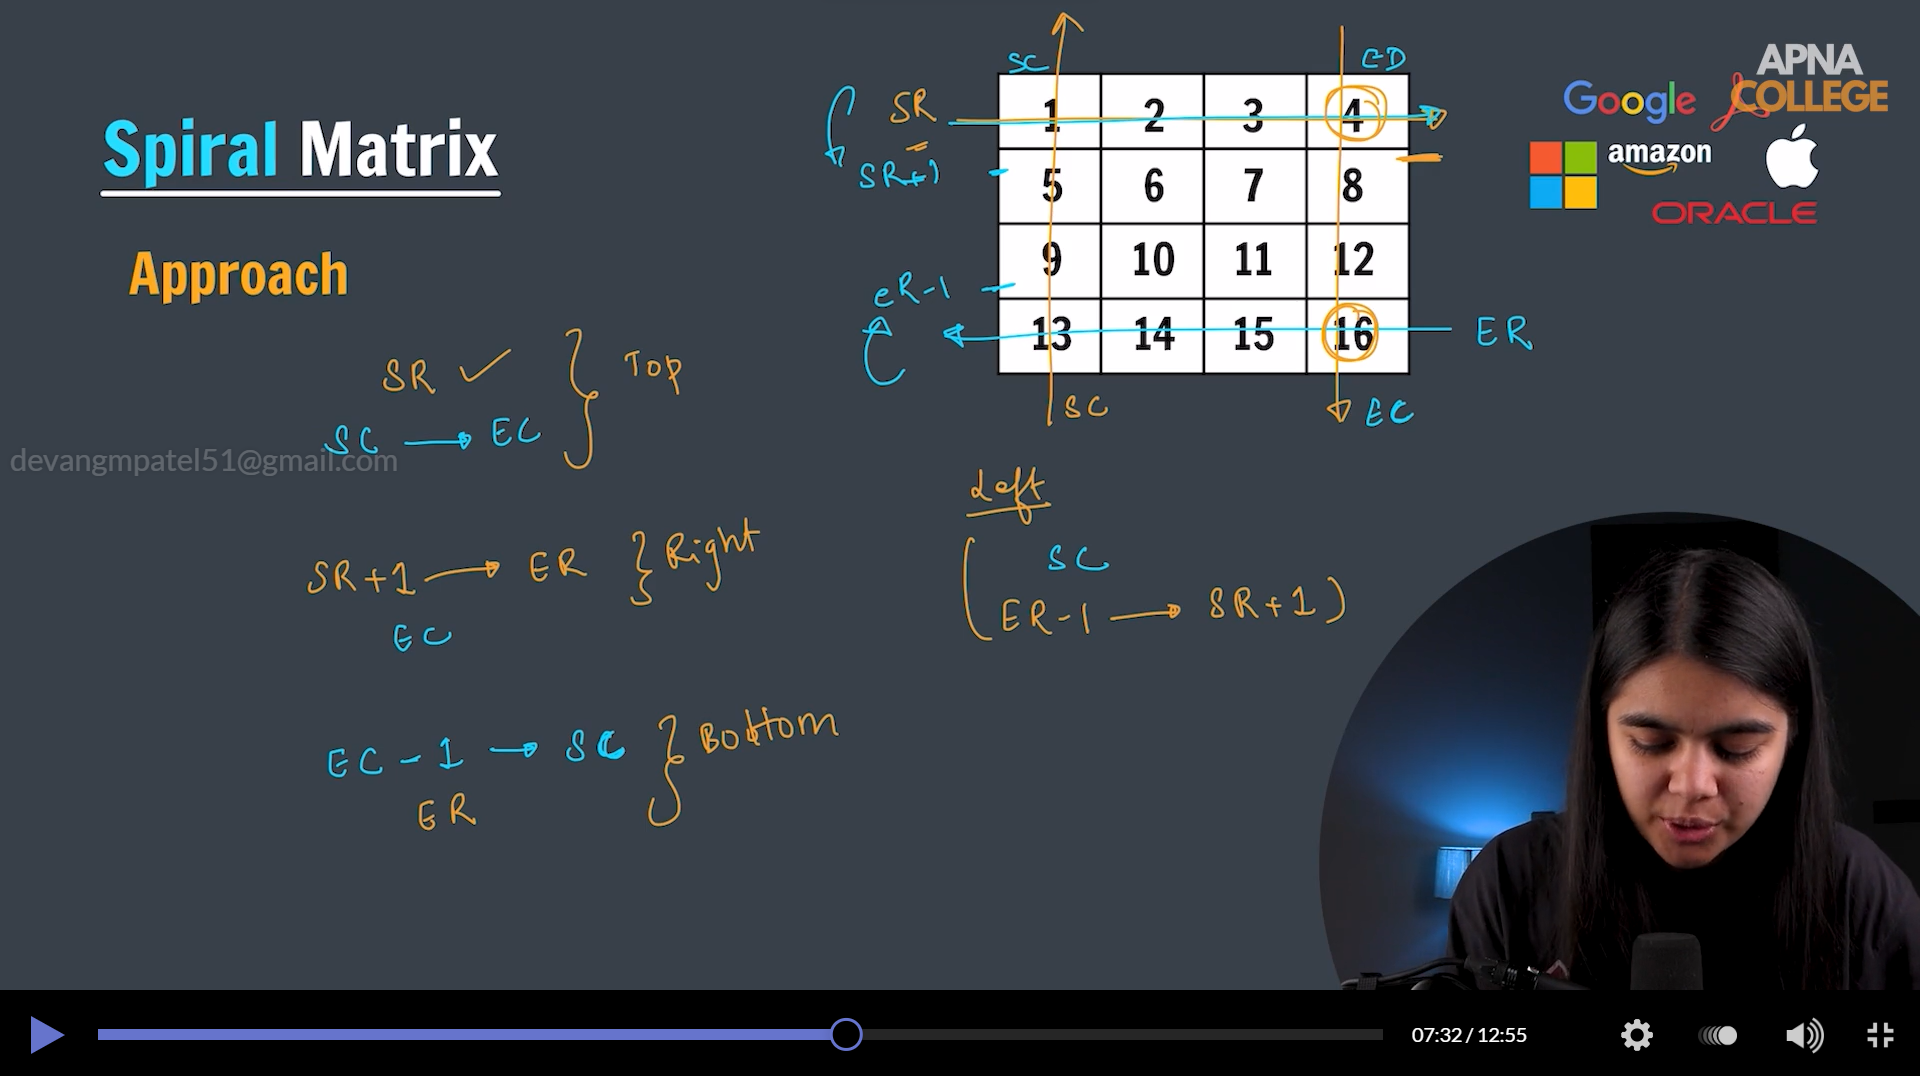 APNA
COLLEGE
Google
amazon
ORACLE
Spiral Matrix
Approach
SC
SR
SR+1
1 2 3 4
5 6 7 8
9 10 11 12
13 14 15 16
eR-1
ER
SC
EC
SR
SC → EC
Top
devangmpatel51@gmail.com
SR+1 → ER
EC
Right
EC-1 → SC
ER
Bottom
Left
SC
ER-1 → SR+1
07:32 / 12:55